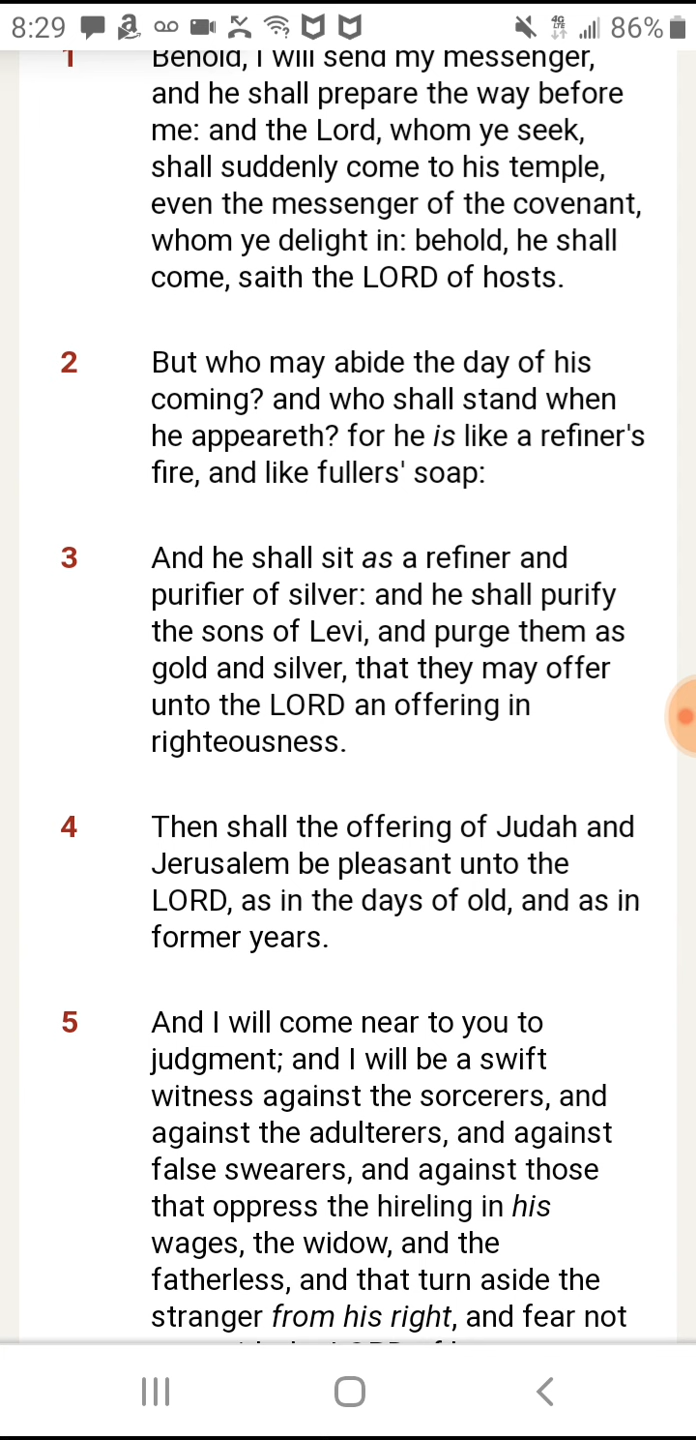 8:29 4G LTE 86%
1 Behold, I will send my messenger,
and he shall prepare the way before
me: and the Lord, whom ye seek,
shall suddenly come to his temple,
even the messenger of the covenant,
whom ye delight in: behold, he shall
come, saith the LORD of hosts.
2 But who may abide the day of his
coming? and who shall stand when
he appeareth? for he is like a refiner's
fire, and like fullers' soap:
3 And he shall sit as a refiner and
purifier of silver: and he shall purify
the sons of Levi, and purge them as
gold and silver, that they may offer
unto the LORD an offering in
righteousness.
4 Then shall the offering of Judah and
Jerusalem be pleasant unto the
LORD, as in the days of old, and as in
former years.
5 And I will come near to you to
judgment; and I will be a swift
witness against the sorcerers, and
against the adulterers, and against
false swearers, and against those
that oppress the hireling in his
wages, the widow, and the
fatherless, and that turn aside the
stranger from his right, and fear not